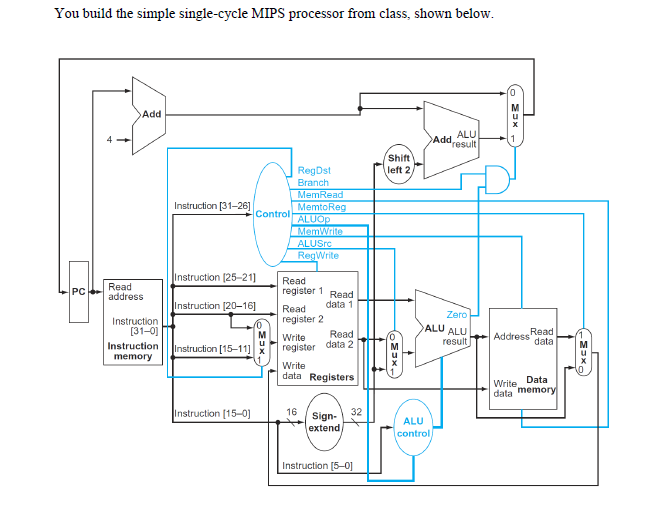 You build the simple single-cycle MIPS processor from class, shown below.
0
M
u
x
1
Add
4
Add ALU
result
Shift
left 2
RegDst
Branch
MemRead
MemtoReg
ALUOp
MemWrite
ALUSrc
RegWrite
Instruction [31–26]
Control
PC
Read
address
Instruction
[31–0]
Instruction
memory
Instruction [25–21]
Instruction [20–16]
Instruction [15–11]
0
M
u
x
1
Read
register 1
Read
data 1
Read
register 2
Write
register
Read
data 2
Write
data
Registers
0
M
u
x
1
Zero
ALU ALU
result
Address
Read
data
Write
data
Data
memory
1
M
u
x
0
Instruction [15–0]
16
Sign-
extend
32
ALU
control
Instruction [5–0]